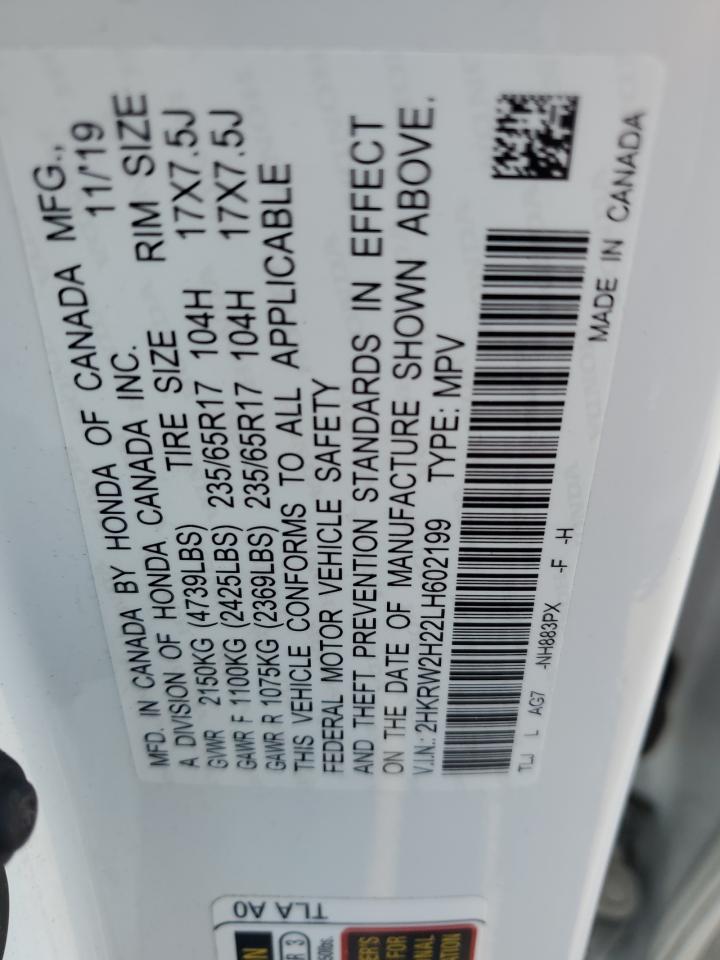 MFD. IN CANADA BY HONDA OF CANADA MFG.,
A DIVISION OF HONDA CANADA INC. 11/'19
TIRE SIZE RIM SIZE
GVWR 2150KG (4739LBS)
GAWR F 1100KG (2425LBS) 235/65R17 104H 17X7.5J
GAWR R 1075KG (2369LBS) 235/65R17 104H 17X7.5J
THIS VEHICLE CONFORMS TO ALL APPLICABLE
FEDERAL MOTOR VEHICLE SAFETY
AND THEFT PREVENTION STANDARDS IN EFFECT
ON THE DATE OF MANUFACTURE SHOWN ABOVE.
V.I.N.: 2HKRW2H22LH602199 TYPE: MPV
TLJ L AG7 -NH883PX -F -H
MADE IN CANADA
TLA A0